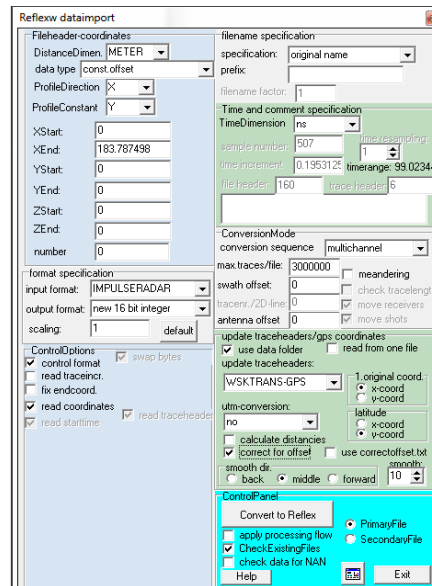 Reflexw dataimport
Fileheader-coordinates
DistanceDimen. METER
data type const.offset
ProfileDirection X
ProfileConstant Y
XStart: 0
XEnd: 183.787498
YStart: 0
YEnd: 0
ZStart: 0
ZEnd: 0
number 0
format specification
input format: IMPULSERADAR
output format: new 16 bit integer
scaling: 1 default
ControlOptions
control format
swap bytes
read traceincr.
fix endcoord.
read coordinates
read traceheader
read starttime
filename specification
specification: original name
prefix:
filename factor: 1
Time and comment specification
TimeDimension ns
sample number: 507
time resampling: 1
time increment: 0.1953125 timerange: 99.02344
file header: 160 trace header: 6
ConversionMode
conversion sequence multichannel
max.traces/file: 3000000
meandering
swath offset: 0
check tracelengt
tracenr./2D-line: 0
move receivers
antenna offset 0
move shots
update traceheaders/gps coordinates
use data folder
read from one file
update traceheaders:
WSKTRANS-GPS
1.original coord.
x-coord
y-coord
utm-conversion:
no
latitude
x-coord
y-coord
calculate distancies
correct for offset
use correctoffset.txt
smooth dir.
back middle forward
smooth:
10
ControlPanel
Convert to Reflex
PrimaryFile
SecondaryFile
apply processing flow
CheckExistingFiles
check data for NAN
Help
Exit